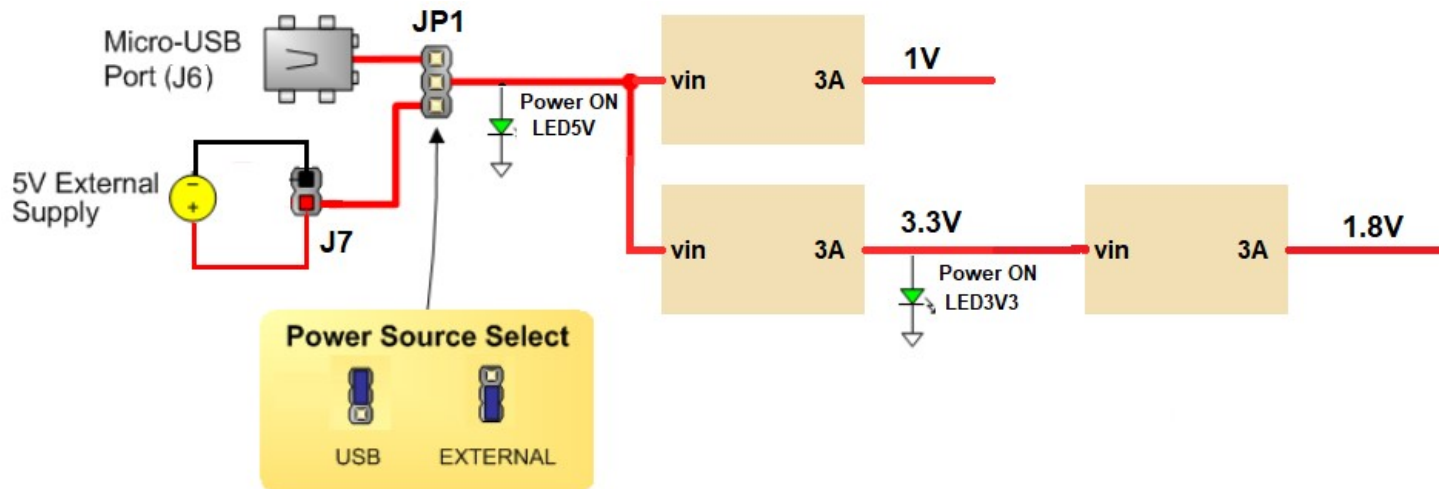 Micro-USB
Port (J6)
JP1
Power ON
LED5V
vin
3A
1V
5V External
Supply
J7
vin
3A
3.3V
Power ON
LED3V3
vin
3A
1.8V
Power Source Select
USB
EXTERNAL